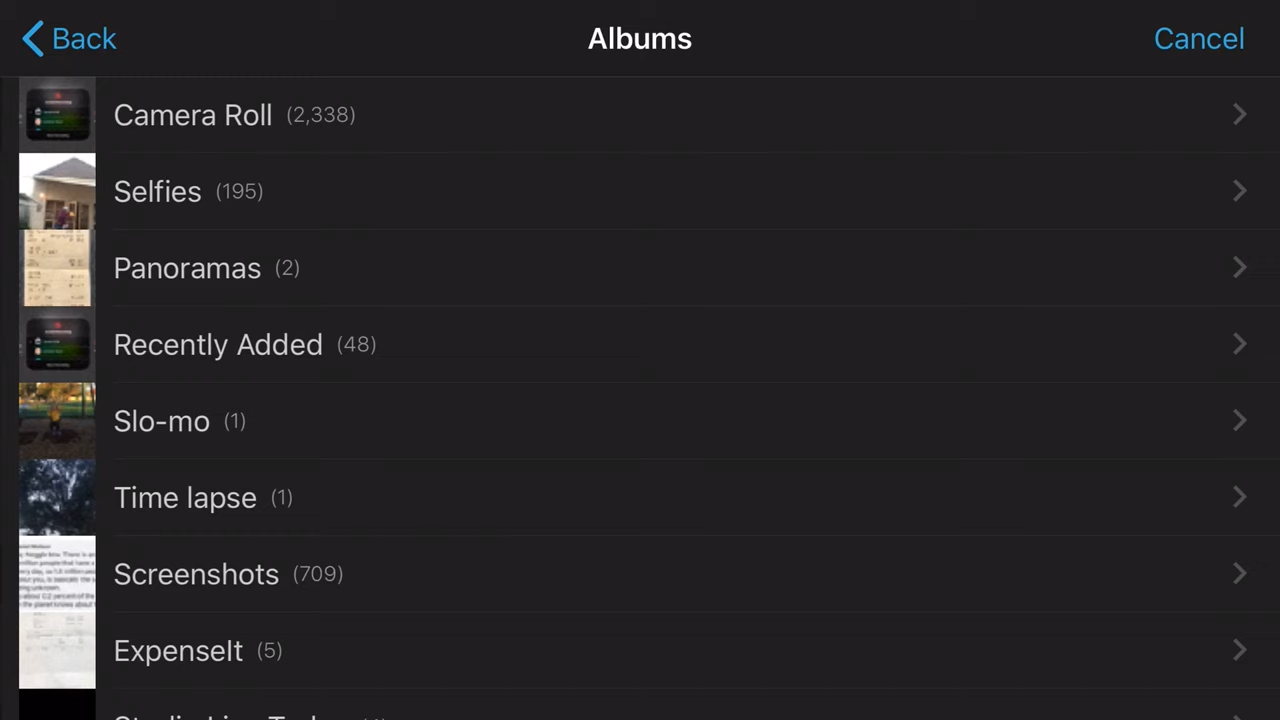 Back
Albums
Cancel
Camera Roll (2,338)
Selfies (195)
Panoramas (2)
Recently Added (48)
Slo-mo (1)
Time lapse (1)
Screenshots (709)
ExpenseIt (5)